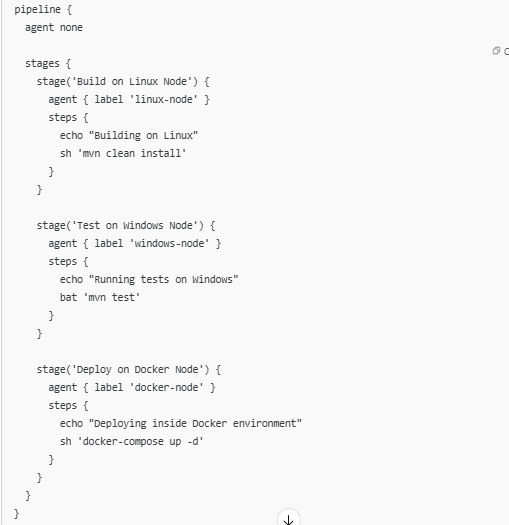 pipeline {
  agent none

  stages {
    stage('Build on Linux Node') {
      agent { label 'linux-node' }
      steps {
        echo "Building on Linux"
        sh 'mvn clean install'
      }
    }

    stage('Test on Windows Node') {
      agent { label 'windows-node' }
      steps {
        echo "Running tests on Windows"
        bat 'mvn test'
      }
    }

    stage('Deploy on Docker Node') {
      agent { label 'docker-node' }
      steps {
        echo "Deploying inside Docker environment"
        sh 'docker-compose up -d'
      }
    }
  }
}